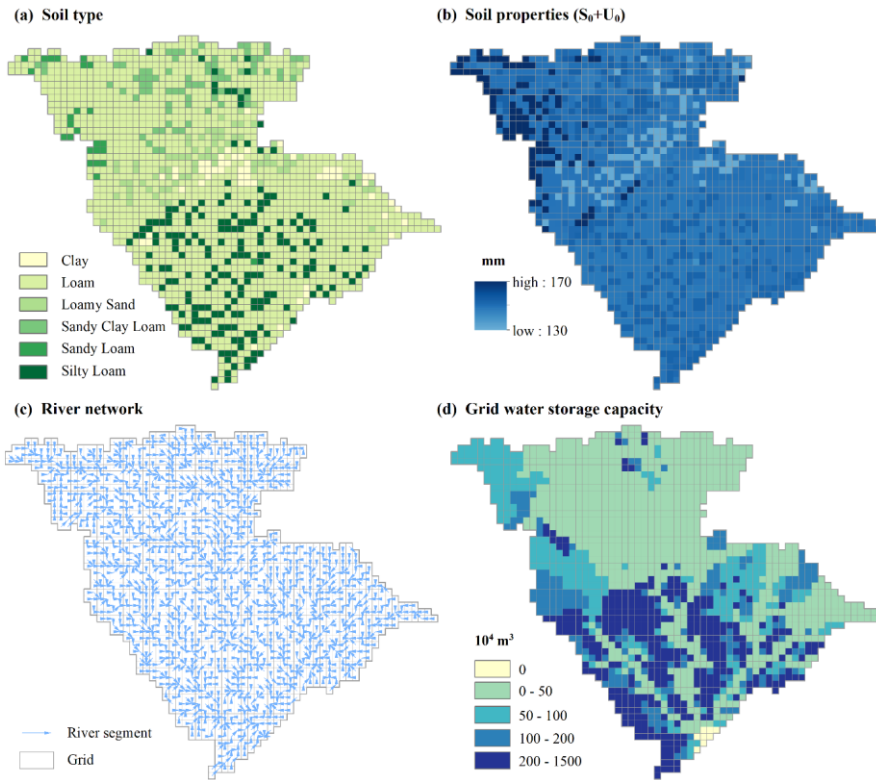 (a) Soil type
(b) Soil properties (S₀+U₀)
Clay
Loam
Loamy Sand
Sandy Clay Loam
Sandy Loam
Silty Loam
mm
high : 170
low : 130
(c) River network
(d) Grid water storage capacity
River segment
Grid
10⁴ m³
0
0 - 50
50 - 100
100 - 200
200 - 1500